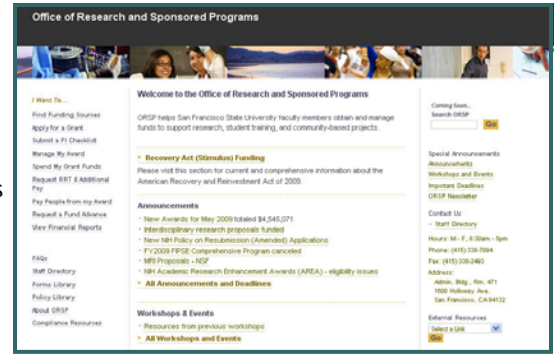 Office of Research and Sponsored Programs
I Want To...
Find Funding Sources
Apply for a Grant
Submit a PI Checklist
Manage My Award
Spend My Grant Funds
Request RRT & Additional
Pay
Pay People from my Award
Request a Fund Advance
View Financial Reports
FAQs
Staff Directory
Forms Library
Policy Library
About ORSP
Compliance Resources
s
Welcome to the Office of Research and Sponsored Programs
ORSP helps San Francisco State University faculty members obtain and manage
funds to support research, student training, and community-based projects.
Recovery Act (Stimulus) Funding
Please visit this section for current and comprehensive information about the
American Recovery and Reinvestment Act of 2009.
Announcements
New Awards for May 2009 totaled $4,545,071
Interdisciplinary research proposals funded
New NIH Policy on Resubmission (Amended) Applications
FY2009 FIPSE Comprehensive Program canceled
MRI Proposals - NSF
NIH Academic Research Enhancement Awards (AREA) - eligibility issues
All Announcements and Deadlines
Workshops & Events
Resources from previous workshops
All Workshops and Events
Coming Soon...
Search ORSP
Go
Special Announcements:
Announcements
Workshops and Events
Important Deadlines
ORSP Newsletter
Contact Us
Staff Directory
Hours: M - F, 8:30am - 5pm
Phone: (415) 338-7094
Fax: (415) 338-2493
Address:
Admin. Bldg., Rm. 471
1600 Holloway Ave.
San Francisco, CA 94132
External Resources
Select a Link
Go